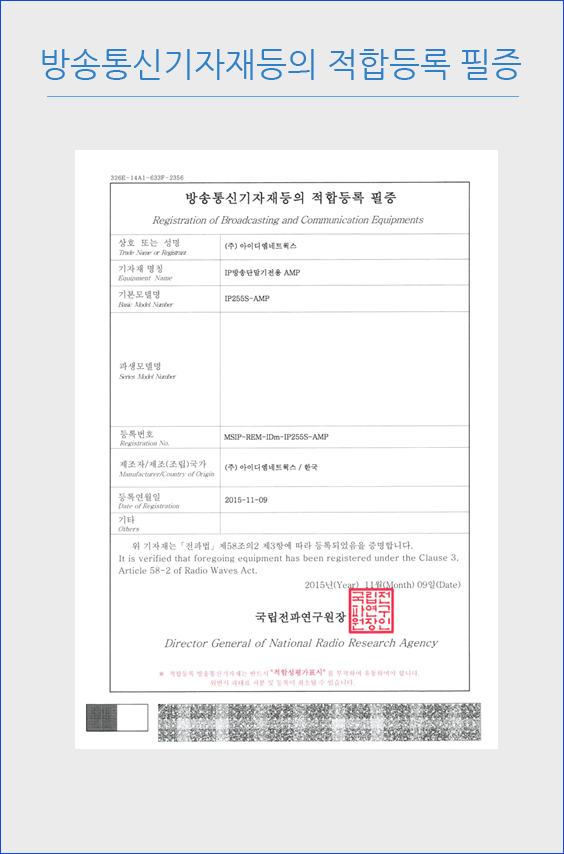 방송통신기자재등의 적합등록 필증
326E-14A1-633F-2356
방송통신기자재등의 적합등록 필증
Registration of Broadcasting and Communication Equipments
상호 또는 성명
Trade Name or Registrant
(주) 아이디엠네트웍스
기자재 명칭
Equipment Name
IP방송단말기전용 AMP
기본모델명
Basic Model Number
IP255S-AMP
파생모델명
Series Model Number
등록번호
Registration No.
MSIP-REM-IDm-IP255S-AMP
제조자/제조(조립)국가
Manufacturer/Country of Origin
(주) 아이디엠네트웍스 / 한국
등록연월일
Date of Registration
2015-11-09
기타
Others
위 기자재는 「전파법」 제58조의2 제3항에 따라 등록되었음을 증명합니다.
It is verified that foregoing equipment has been registered under the Clause 3,
Article 58-2 of Radio Waves Act.
2015년(Year) 11월(Month) 09일(Date)
국립전파연구원장
국립전
파연구
원장인
Director General of National Radio Research Agency
※ 적합등록 방송통신기자재는 반드시 "적합성평가표시"를 부착하여 유통하여야 합니다.
위반시 과태료 처분 및 등록이 취소될 수 있습니다.